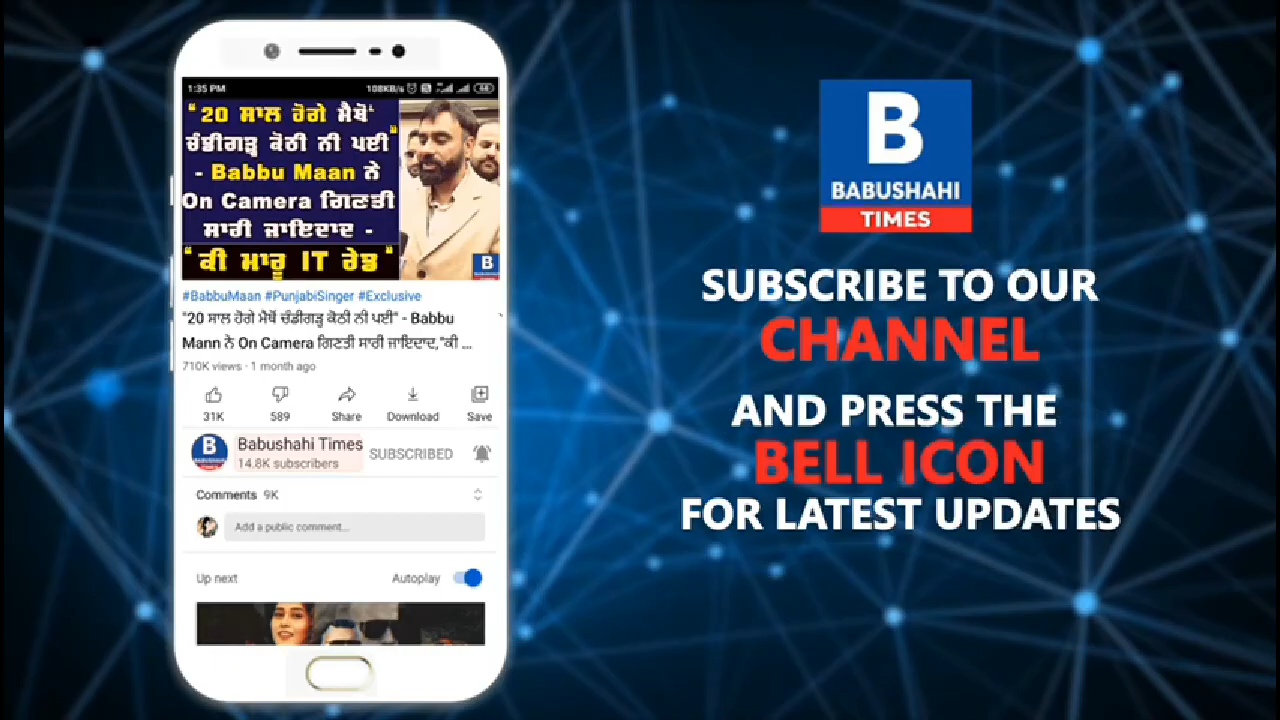 1:35 PM 108KB/s 64
"20 ਸਾਲ ਹੋਗੇ ਮੈਥੋਂ
ਚੰਡੀਗੜ੍ਹ ਕੋਠੀ ਨੀ ਪਈ"
- Babbu Maan ਨੇ
On Camera ਗਿਣਤੀ
ਸਾਰੀ ਜ਼ਾਇਦਾਦ -
"ਕੀ ਮਾਰੂ IT ਰੇਡ"
B
#BabbuMaan #PunjabiSinger #Exclusive
"20 ਸਾਲ ਹੋਗੇ ਮੈਥੋਂ ਚੰਡੀਗੜ੍ਹ ਕੋਠੀ ਨੀ ਪਈ" - Babbu
Mann ਨੇ On Camera ਗਿਣਤੀ ਸਾਰੀ ਜ਼ਾਇਦਾਦ,"ਕੀ ...
710K views · 1 month ago
31K 589 Share Download Save
B
Babushahi Times SUBSCRIBED
14.8K subscribers
Comments 9K
Add a public comment...
Up next Autoplay
B
BABUSHAHI
TIMES
SUBSCRIBE TO OUR
CHANNEL
AND PRESS THE
BELL ICON
FOR LATEST UPDATES